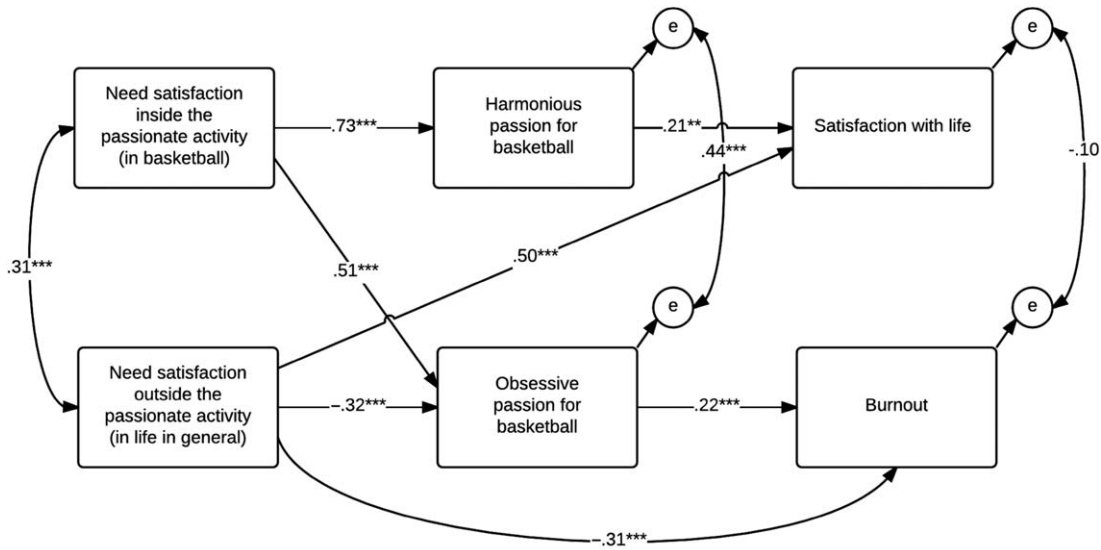 e
e
Need satisfaction
inside the
passionate activity
(in basketball)
.73***
Harmonious
passion for
basketball
.21**
.44***
Satisfaction with life
-.10
.31***
.51***
.50***
e
e
Need satisfaction
outside the
passionate activity
(in life in general)
−.32***
Obsessive
passion for
basketball
.22***
Burnout
−.31***